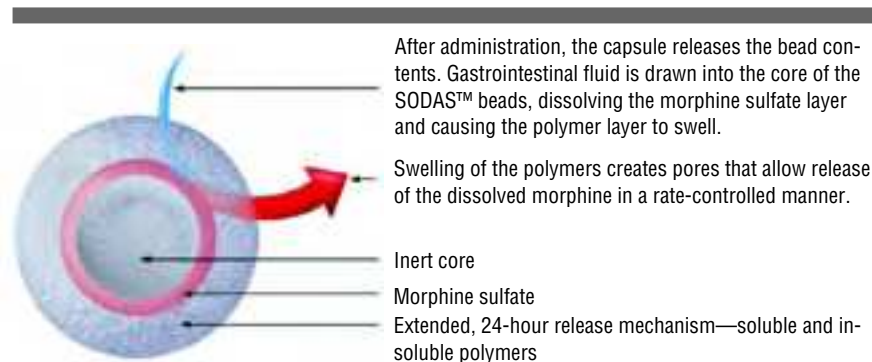 After administration, the capsule releases the bead con-
tents. Gastrointestinal fluid is drawn into the core of the
SODAS™ beads, dissolving the morphine sulfate layer
and causing the polymer layer to swell.
Swelling of the polymers creates pores that allow release
of the dissolved morphine in a rate-controlled manner.
Inert core
Morphine sulfate
Extended, 24-hour release mechanism—soluble and in-
soluble polymers